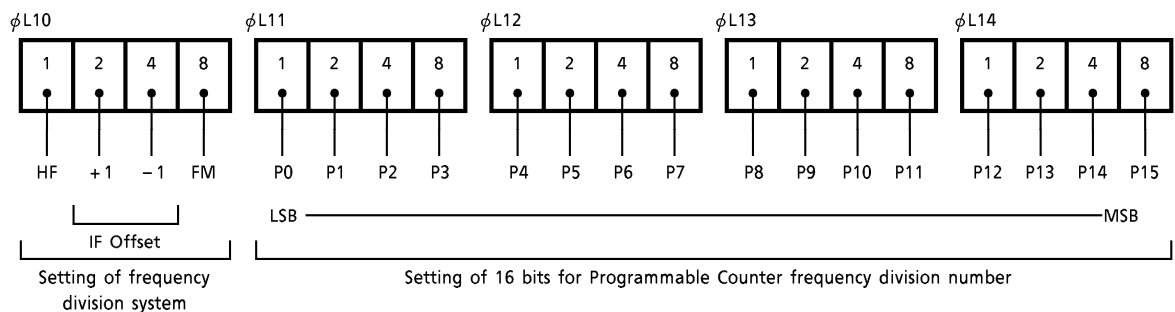 φL10 φL11 φL12 φL13 φL14
1 2 4 8 1 2 4 8 1 2 4 8 1 2 4 8 1 2 4 8
HF +1 −1 FM P0 P1 P2 P3 P4 P5 P6 P7 P8 P9 P10 P11 P12 P13 P14 P15
LSB MSB
IF Offset
Setting of frequency
division system
Setting of 16 bits for Programmable Counter frequency division number